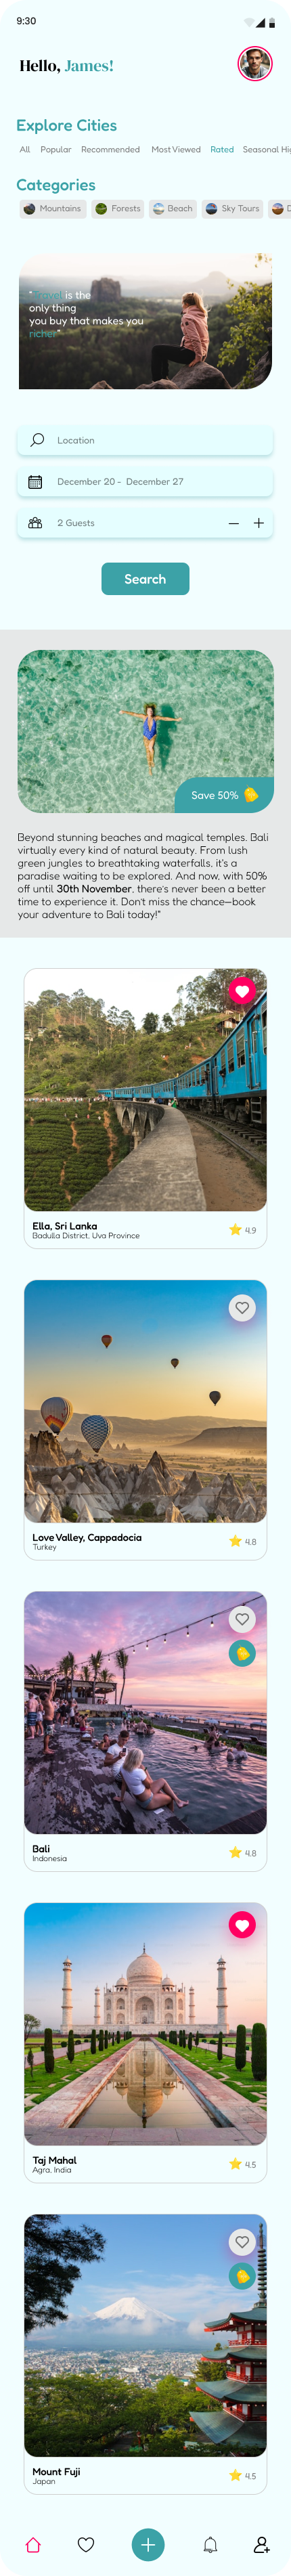 9:30
Hello, James!
Explore Cities
All Popular Recommended Most Viewed Rated Seasonal
Categories
Mountains Forests Beach Sky Tours
"Travel is the
only thing
you buy that makes you
richer"
Location
December 20 - December 27
2 Guests
Search
Save 50%
Beyond stunning beaches and magical temples. Bali
virtually every kind of natural beauty. From lush
green jungles to breathtaking waterfalls, it's a
paradise waiting to be explored. And now, with 50%
off until 30th November, there's never been a better
time to experience it. Don't miss the chance—book
your adventure to Bali today!"
Ella, Sri Lanka
Badulla District, Uva Province
4.9
Love Valley, Cappadocia
Turkey
4.8
Bali
Indonesia
4.8
Taj Mahal
Agra, India
4.5
Mount Fuji
Japan
4.5